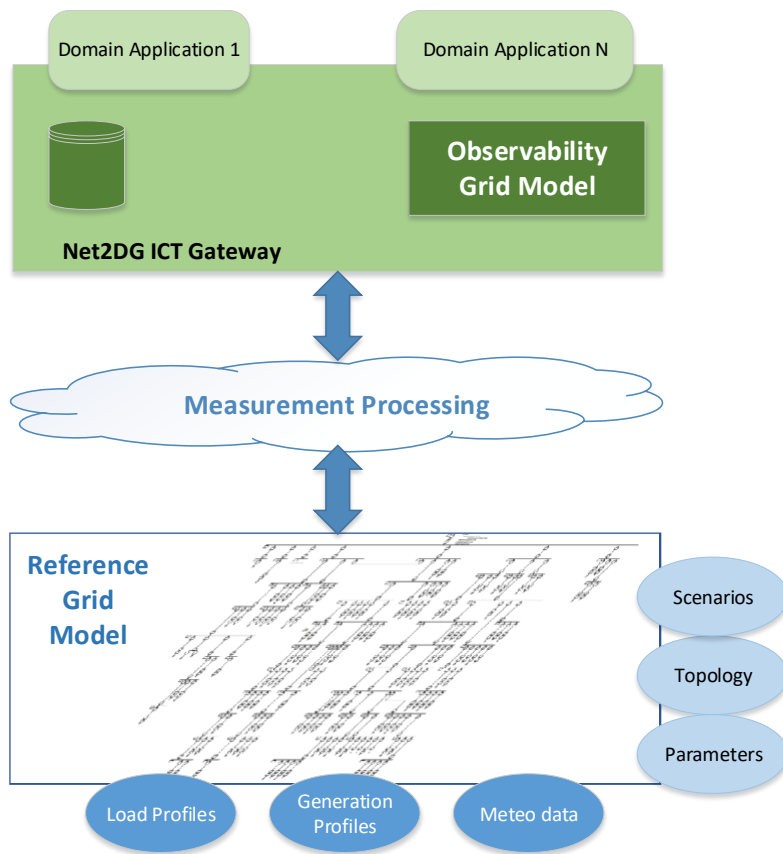 Domain Application 1
Domain Application N
Observability
Grid Model
Net2DG ICT Gateway
Measurement Processing
Reference
Grid
Model
Scenarios
Topology
Parameters
Load Profiles
Generation
Profiles
Meteo data